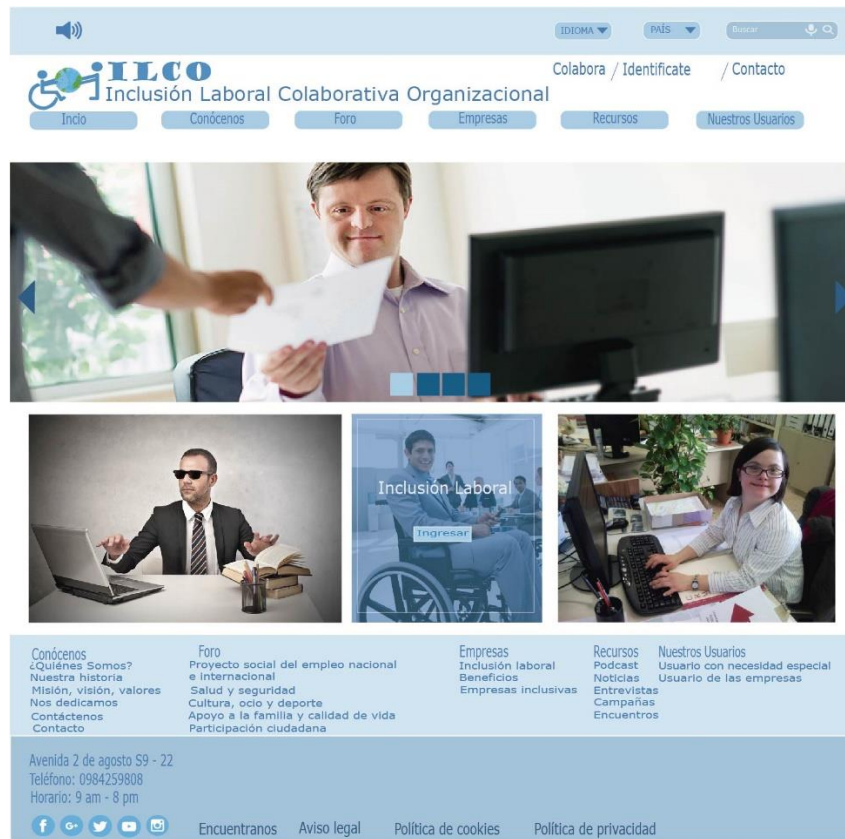 IDIOMA
PAÍS
Buscar
ILCO
Inclusión Laboral Colaborativa Organizacional
Colabora / Identificate / Contacto
Incio
Conócenos
Foro
Empresas
Recursos
Nuestros Usuarios
Inclusión Laboral
Ingresar
Conócenos
¿Quiénes Somos?
Nuestra historia
Misión, visión, valores
Nos dedicamos
Contáctenos
Contacto
Foro
Proyecto social del empleo nacional
e internacional
Salud y seguridad
Cultura, ocio y deporte
Apoyo a la familia y calidad de vida
Participación ciudadana
Empresas
Inclusión laboral
Beneficios
Empresas inclusivas
Recursos
Podcast
Noticias
Entrevistas
Campañas
Encuentros
Nuestros Usuarios
Usuario con necesidad especial
Usuario de las empresas
Avenida 2 de agosto S9 - 22
Teléfono: 0984259808
Horario: 9 am - 8 pm
Encuentranos
Aviso legal
Política de cookies
Política de privacidad